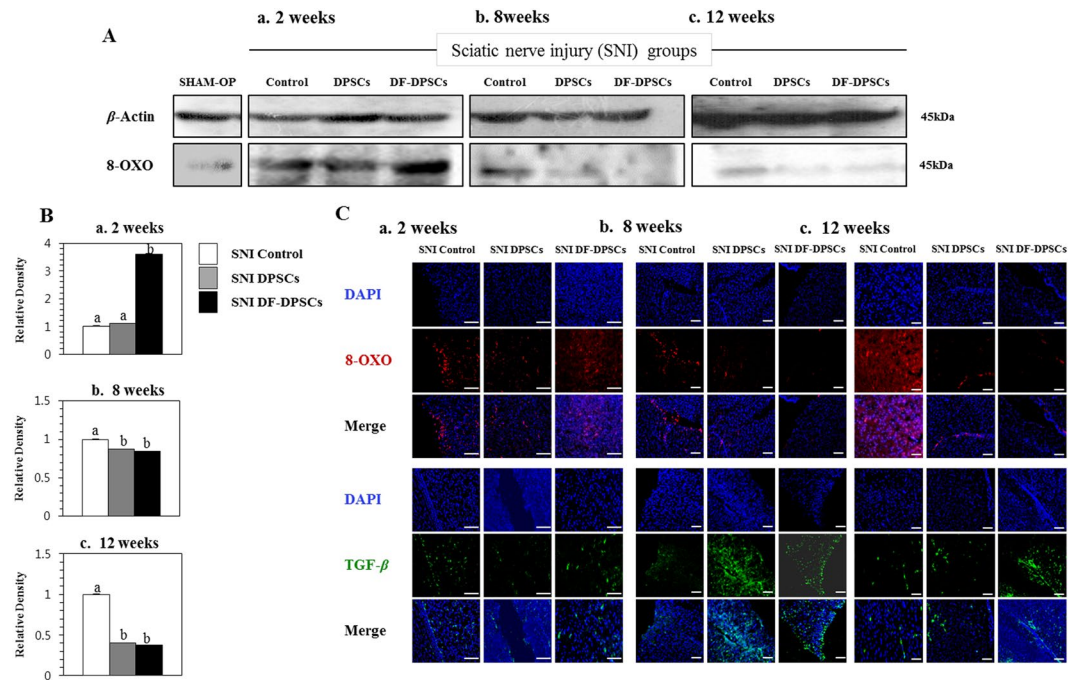 a. 2 weeks b. 8weeks c. 12 weeks
A
Sciatic nerve injury (SNI) groups
SHAM-OP Control DPSCs DF-DPSCs Control DPSCs DF-DPSCs Control DPSCs DF-DPSCs
β-Actin 45kDa
8-OXO 45kDa
B
a. 2 weeks
4
3
2
1
0
Relative Density
a a b
SNI Control
SNI DPSCs
SNI DF-DPSCs
b. 8 weeks
1.5
1
0.5
0
Relative Density
a b b
c. 12 weeks
1.5
1
0.5
0
Relative Density
a b b
C
a. 2 weeks b. 8 weeks c. 12 weeks
SNI Control SNI DPSCs SNI DF-DPSCs SNI Control SNI DPSCs SNI DF-DPSCs SNI Control SNI DPSCs SNI DF-DPSCs
DAPI
8-OXO
Merge
DAPI
TGF-β
Merge